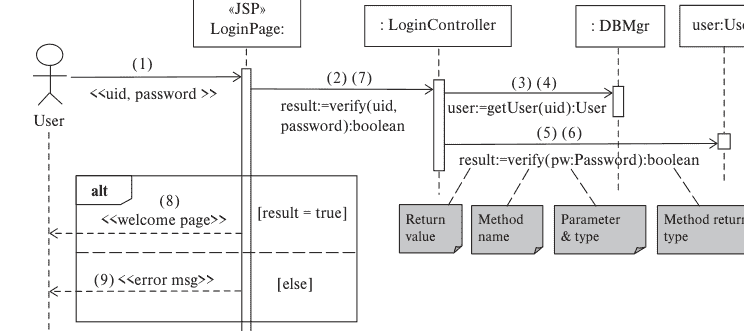 «JSP»
LoginPage:
: LoginController
: DBMgr
user:Use
User
(1)
<<uid, password >>
(2) (7)
result:=verify(uid,
password):boolean
(3) (4)
user:=getUser(uid):User
(5) (6)
result:=verify(pw:Password):boolean
Return
value
Method
name
Parameter
& type
Method return
type
alt
(8)
<<welcome page>>
[result = true]
(9) <<error msg>>
[else]